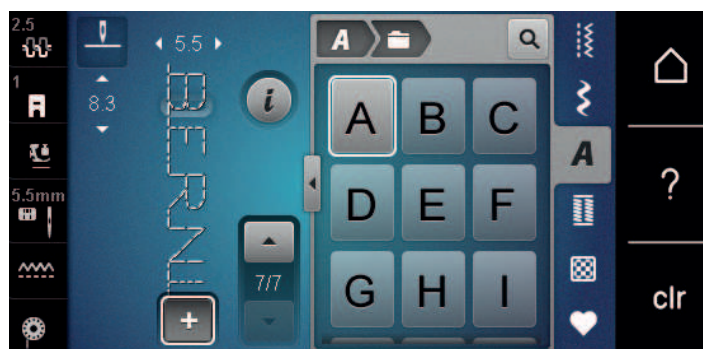 2.5
5.5
A
1
8.3
i
A B C
A
?
5.5mm
D E F
BERNI
7/7
G H I
clr
+